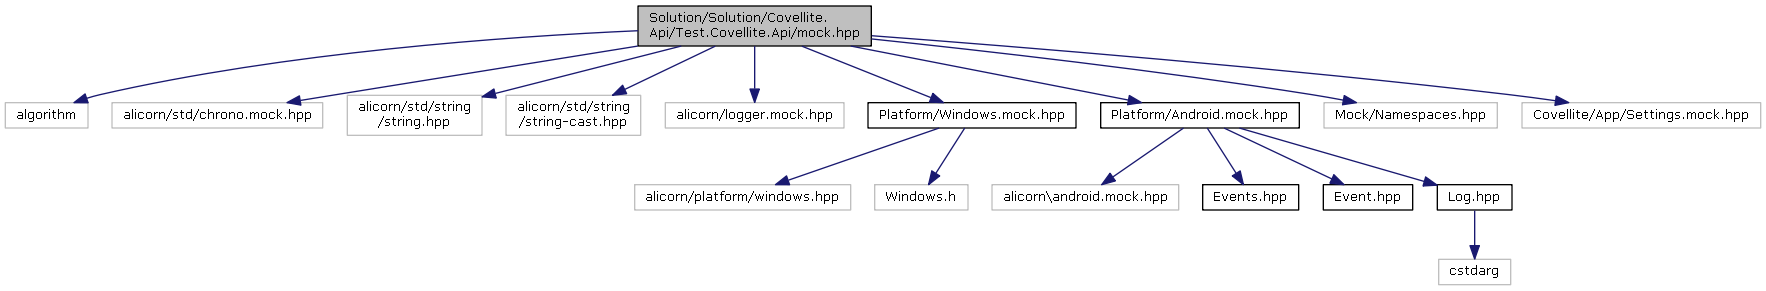 Solution/Solution/Covellite.
Api/Test.Covellite.Api/mock.hpp
algorithm
alicorn/std/chrono.mock.hpp
alicorn/std/string
/string.hpp
alicorn/std/string
/string-cast.hpp
alicorn/logger.mock.hpp
Platform/Windows.mock.hpp
Platform/Android.mock.hpp
Mock/Namespaces.hpp
Covellite/App/Settings.mock.hpp
alicorn/platform/windows.hpp
Windows.h
alicorn\android.mock.hpp
Events.hpp
Event.hpp
Log.hpp
cstdarg